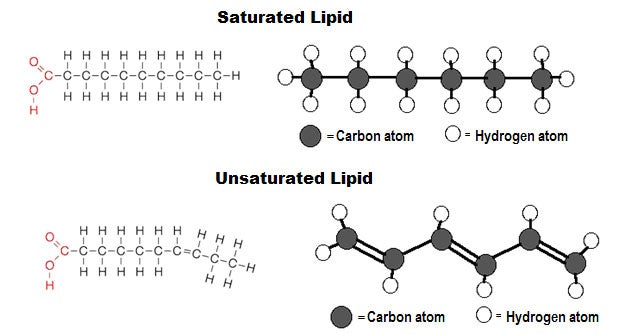 Saturated Lipid
H H H H H H H H H
O
C-C-C-C-C-C-C-C-C-C-H
O
H H H H H H H H H
H
= Carbon atom = Hydrogen atom
Unsaturated Lipid
H H H H H H H H H
O
C-C-C-C-C-C-C=C-C-C-H
O
H H H H H H H
H
= Carbon atom = Hydrogen atom